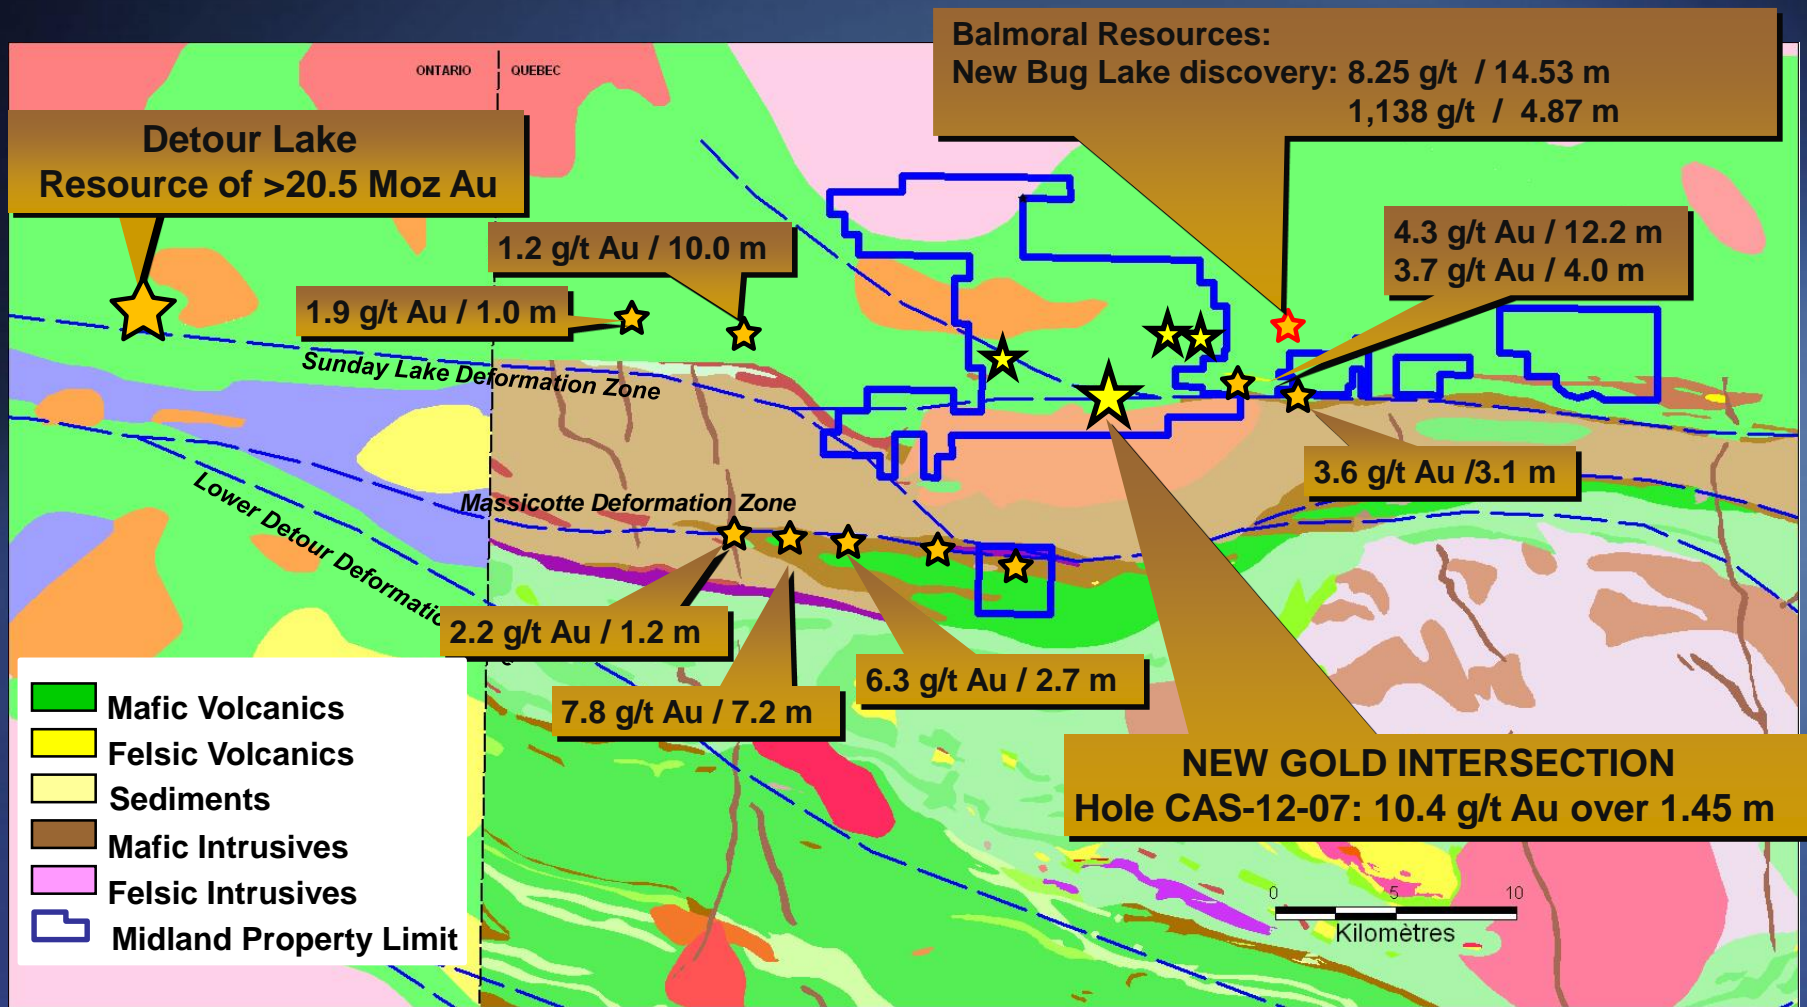 Balmoral Resources:
New Bug Lake discovery: 8.25 g/t / 14.53 m
1,138 g/t / 4.87 m
ONTARIO
QUEBEC
Detour Lake
Resource of >20.5 Moz Au
1.2 g/t Au / 10.0 m
4.3 g/t Au / 12.2 m
3.7 g/t Au / 4.0 m
1.9 g/t Au / 1.0 m
Sunday Lake Deformation Zone
3.6 g/t Au /3.1 m
Massicotte Deformation Zone
Lower Detour Deformatio
2.2 g/t Au / 1.2 m
6.3 g/t Au / 2.7 m
7.8 g/t Au / 7.2 m
NEW GOLD INTERSECTION
Hole CAS-12-07: 10.4 g/t Au over 1.45 m
Mafic Volcanics
Felsic Volcanics
Sediments
Mafic Intrusives
Felsic Intrusives
Midland Property Limit
0 5 10
Kilomètres